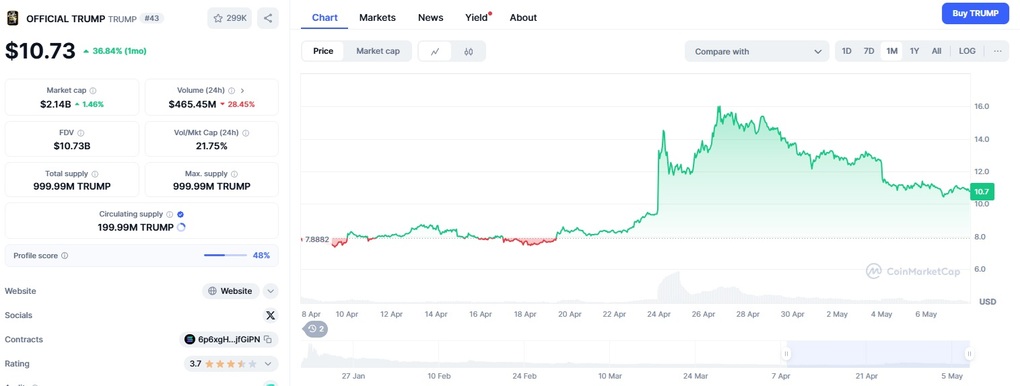 OFFICIAL TRUMP TRUMP #43 299K
$10.73 36.84% (1mo)
Market cap
$2.14B 1.46%
Volume (24h)
$465.45M 28.45%
FDV
$10.73B
Vol/Mkt Cap (24h)
21.75%
Total supply
999.99M TRUMP
Max. supply
999.99M TRUMP
Circulating supply
199.99M TRUMP
Profile score 48%
Website Website
Socials
Contracts 6p6xgH...jfGiPN
Rating 3.7
Chart Markets News Yield About
Buy TRUMP
Price Market cap
Compare with
1D 7D 1M 1Y All LOG ...
16.0
14.0
12.0
10.7
10.0
8.0
6.0
7.8882
CoinMarketCap
USD
8 Apr 10 Apr 12 Apr 14 Apr 16 Apr 18 Apr 20 Apr 22 Apr 24 Apr 26 Apr 28 Apr 30 Apr 2 May 4 May 6 May
2
27 Jan 10 Feb 24 Feb 10 Mar 24 Mar 7 Apr 21 Apr 5 May